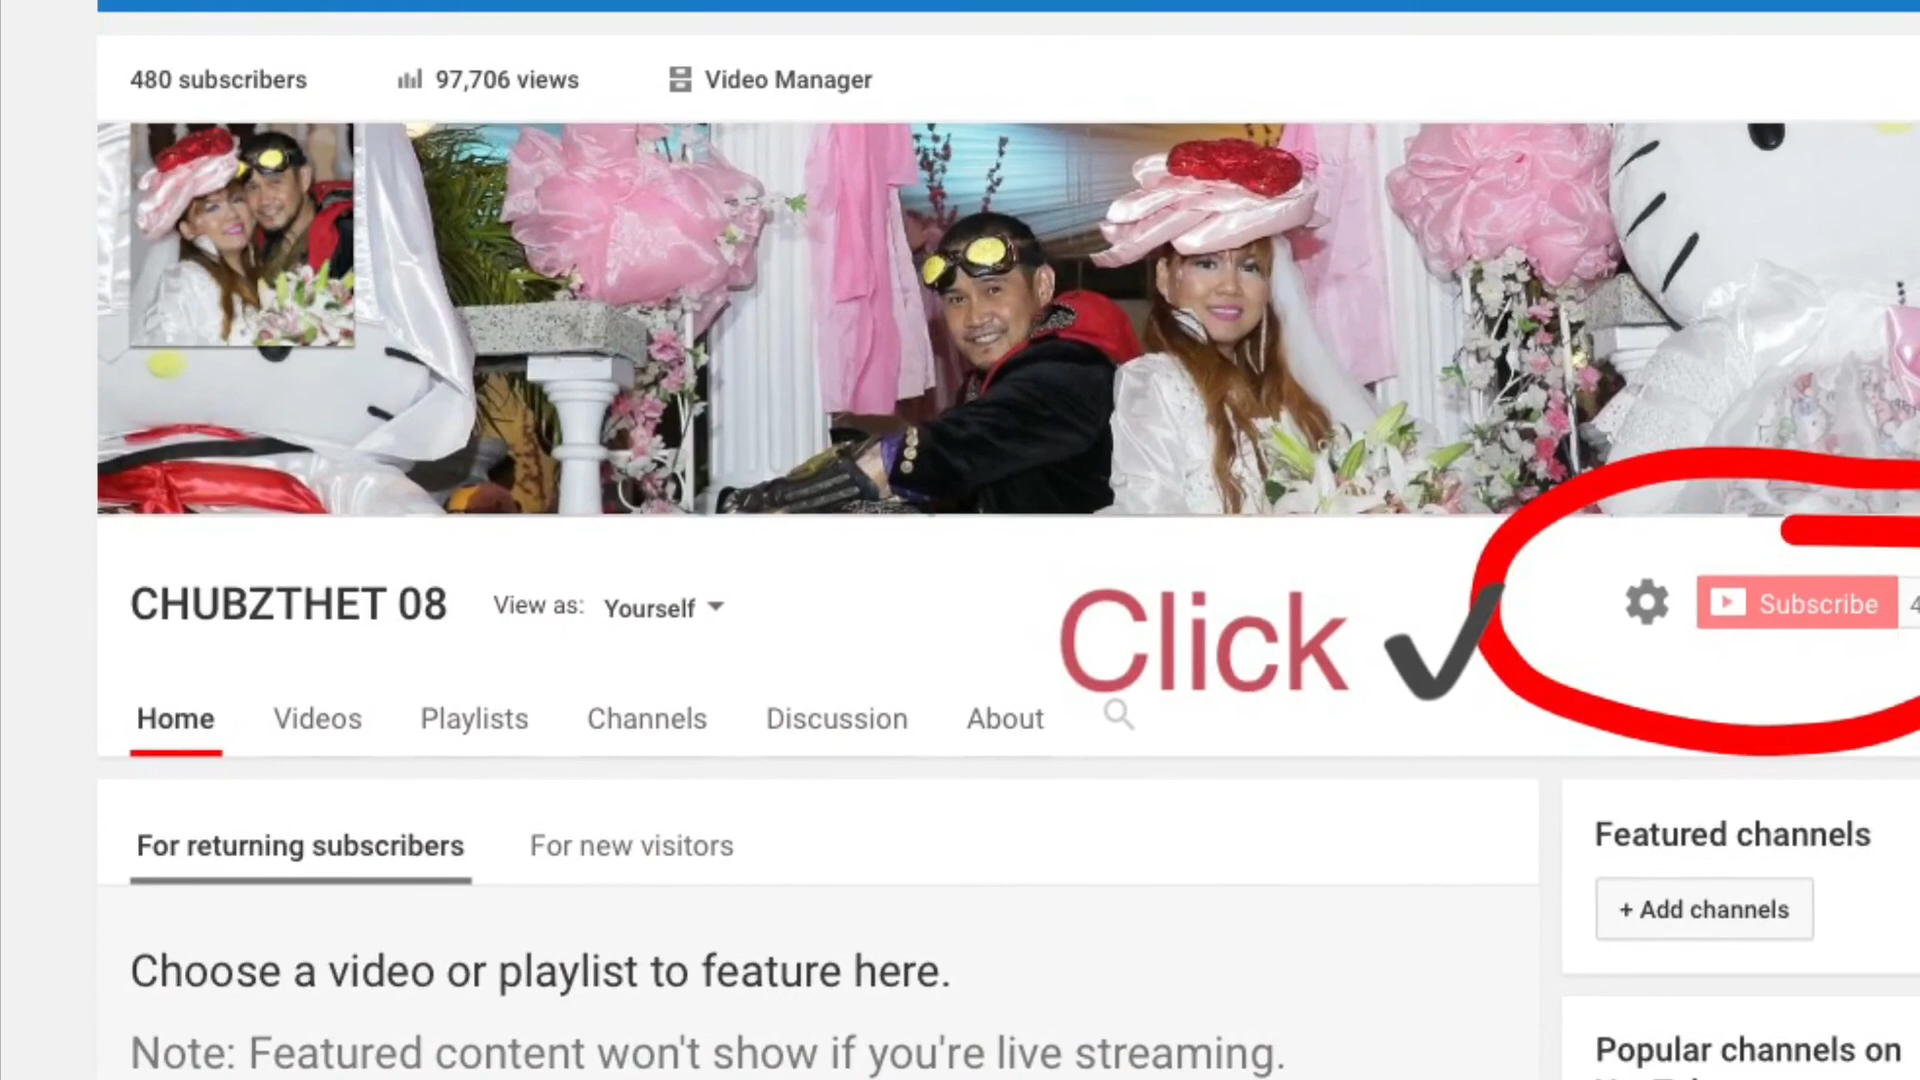 480 subscribers
97,706 views
Video Manager
CHUBZTHET 08
View as: Yourself
Click
Subscribe
Home
Videos
Playlists
Channels
Discussion
About
For returning subscribers
For new visitors
Choose a video or playlist to feature here.
Note: Featured content won't show if you're live streaming.
Featured channels
+ Add channels
Popular channels on